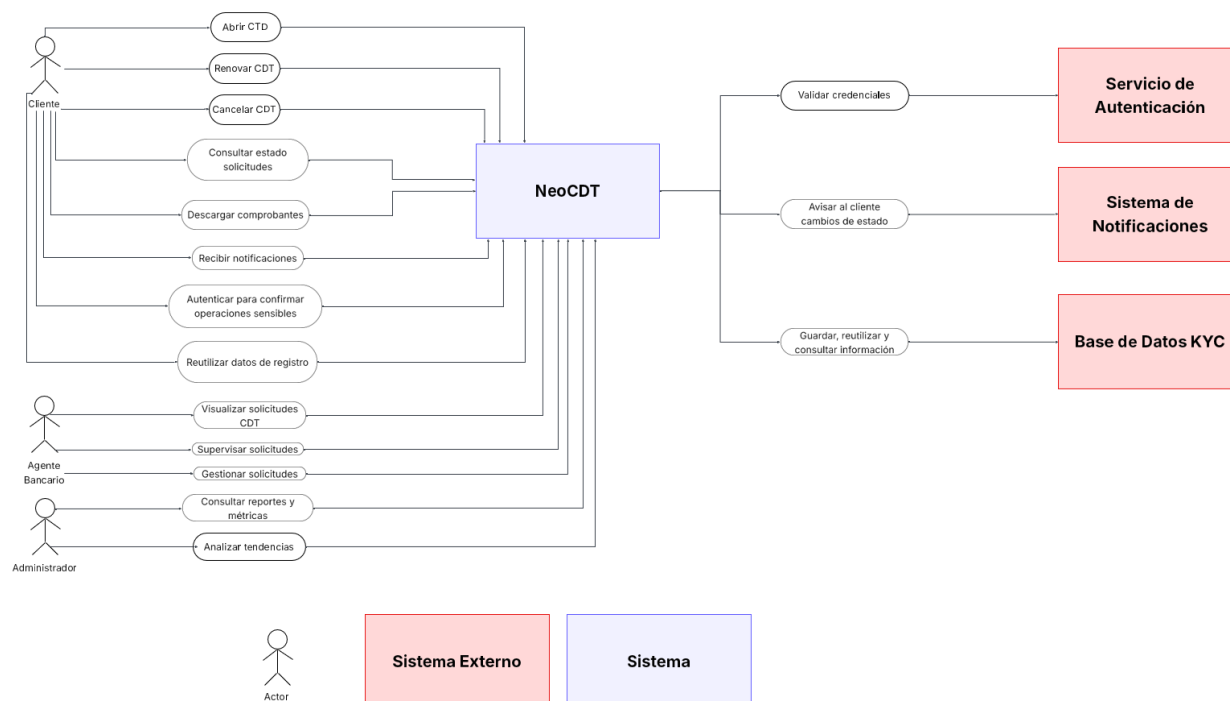 Abrir CTD
Renovar CDT
Cliente
Cancelar CDT
Consultar estado
solicitudes
Descargar comprobantes
Recibir notificaciones
Autenticar para confirmar
operaciones sensibles
Reutilizar datos de registro
Visualizar solicitudes
CDT
Supervisar solicitudes
Agente
Bancario
Gestionar solicitudes
Consultar reportes y
métricas
Analizar tendencias
Administrador
NeoCDT
Validar credenciales
Servicio de
Autenticación
Avisar al cliente
cambios de estado
Sistema de
Notificaciones
Guardar, reutilizar y
consultar información
Base de Datos KYC
Actor
Sistema Externo
Sistema